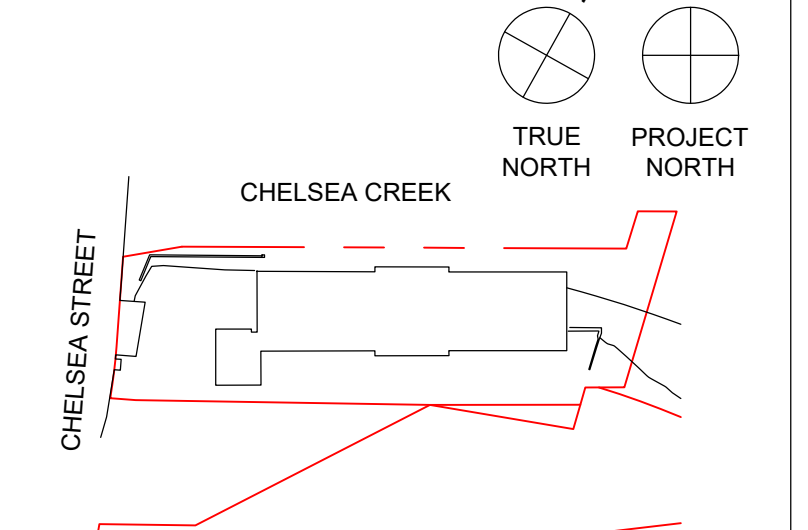 TRUE
NORTH
PROJECT
NORTH
CHELSEA CREEK
CHELSEA STREET